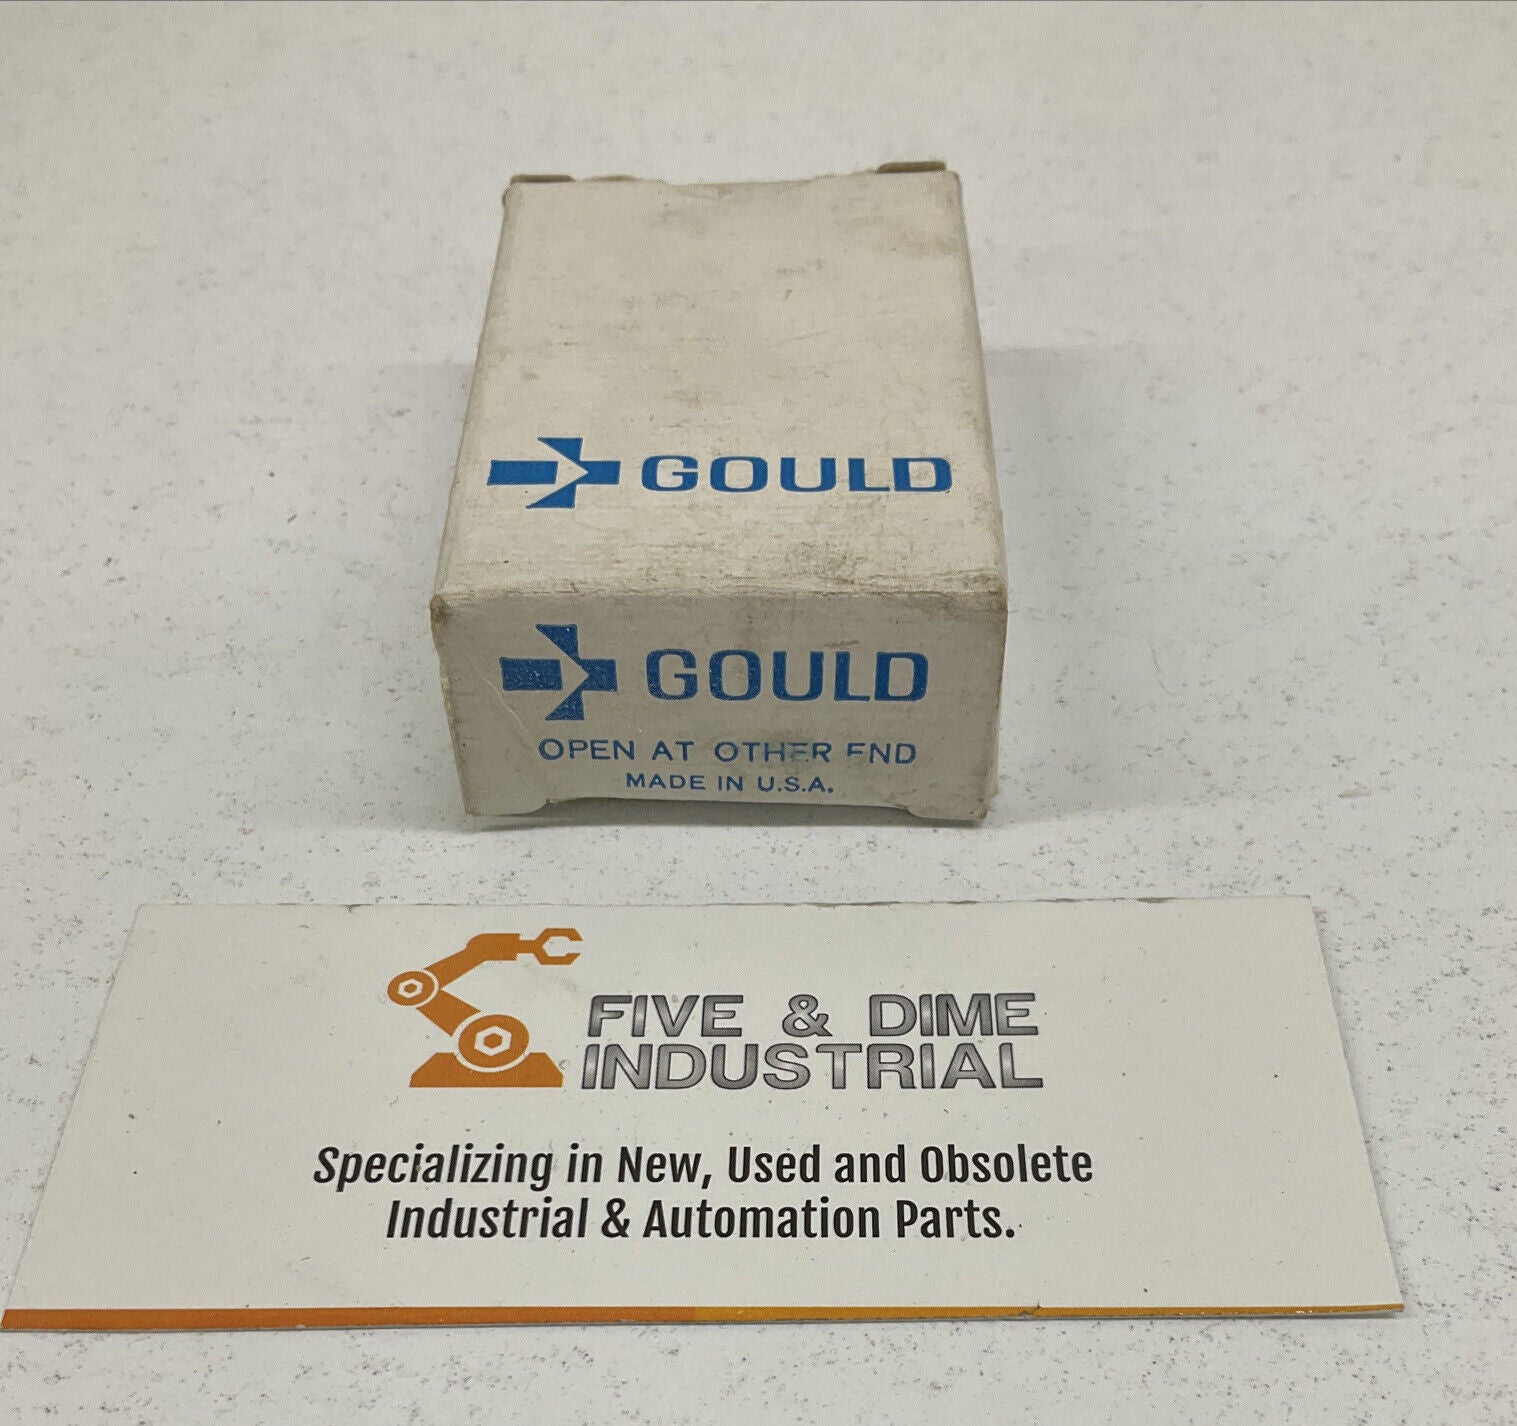 GOULD
GOULD
OPEN AT OTHER END
MADE IN U.S.A.
FIVE & DIME
INDUSTRIAL
Specializing in New, Used and Obsolete
Industrial & Automation Parts.